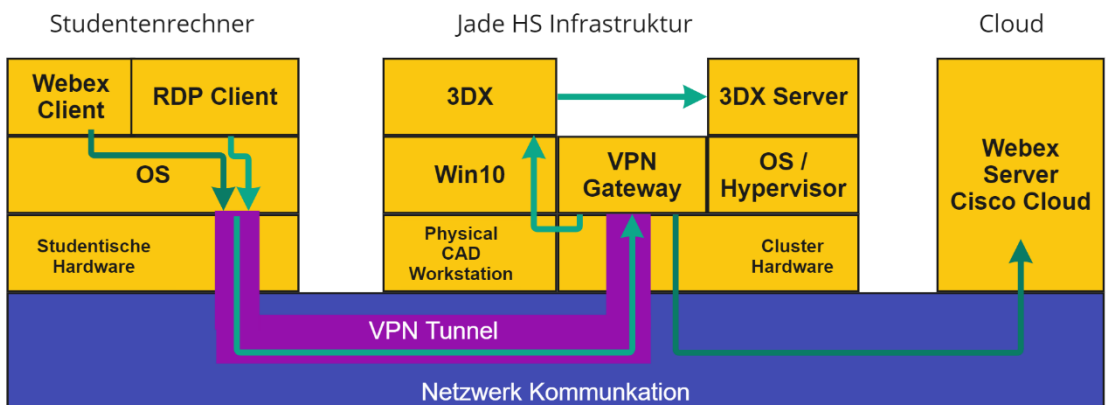 Studentenrechner
Jade HS Infrastruktur
Cloud
Webex
Client
RDP Client
3DX
3DX Server
OS
Win10
VPN
Gateway
OS /
Hypervisor
Webex
Server
Cisco Cloud
Studentische
Hardware
Physical
CAD
Workstation
Cluster
Hardware
VPN Tunnel
Netzwerk Kommunkation